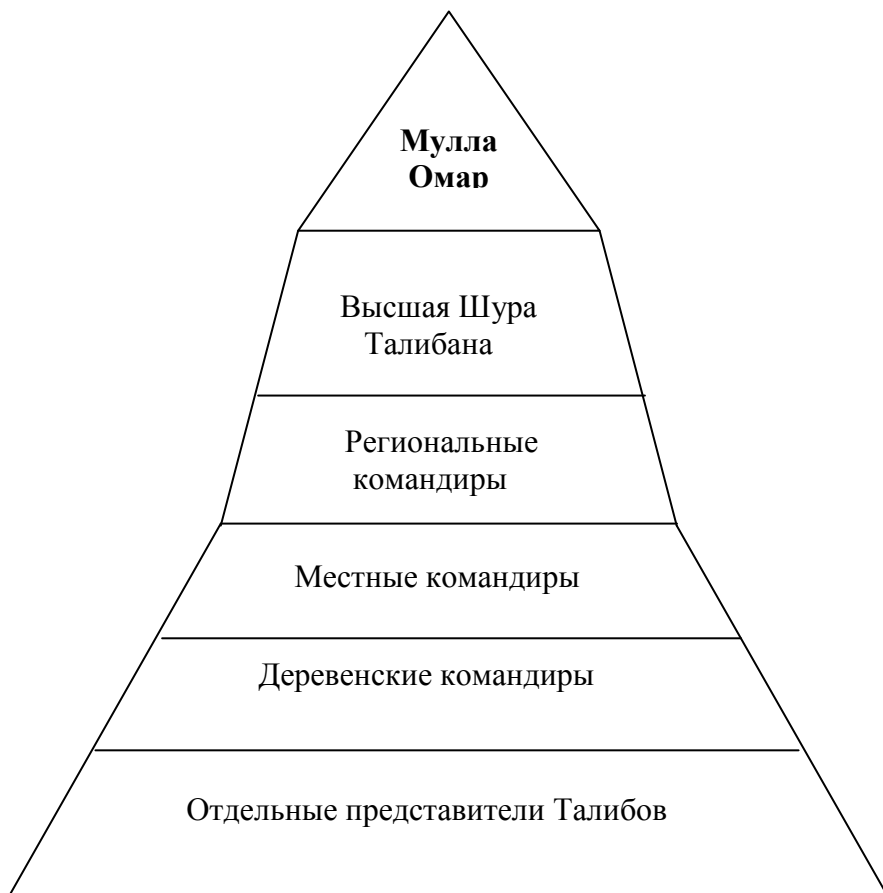 Мулла
Омар
Высшая Шура
Талибана
Региональные
командиры
Местные командиры
Деревенские командиры
Отдельные представители Талибов